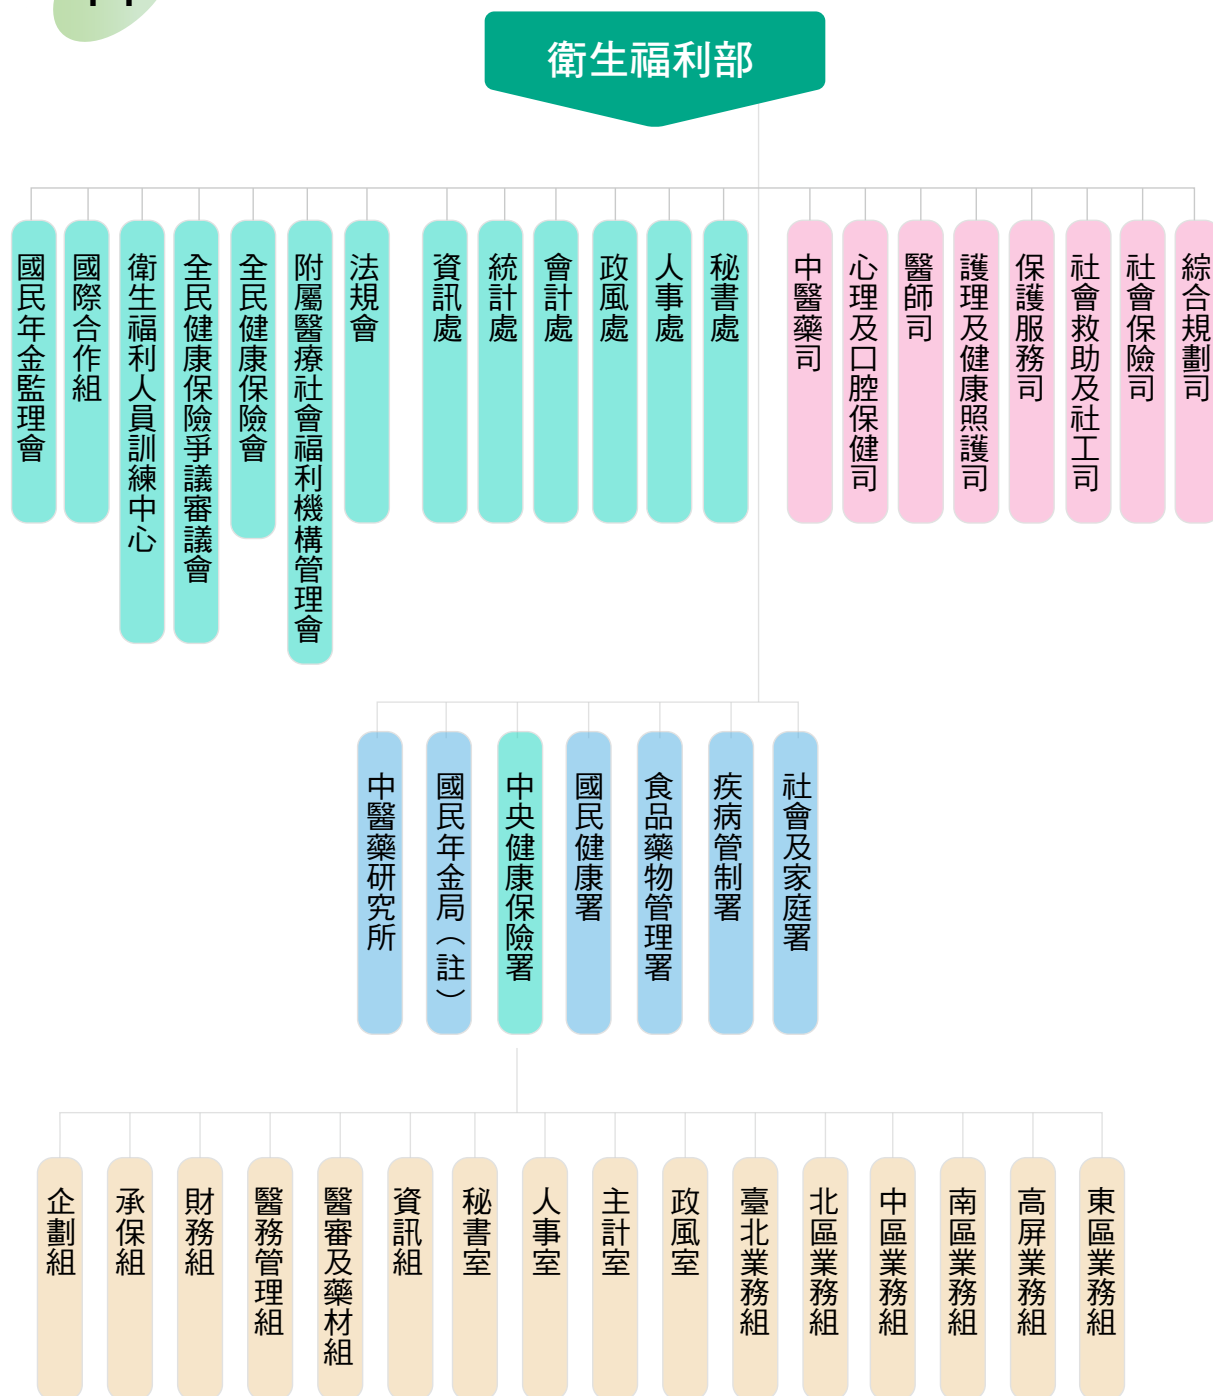 衛生福利部
國民年金監理會
國際合作組
衛生福利人員訓練中心
全民健康保險爭議審議會
全民健康保險會
附屬醫療社會福利機構管理會
法規會
資訊處
統計處
會計處
政風處
人事處
秘書處
中醫藥司
心理及口腔保健司
醫師司
護理及健康照護司
保護服務司
社會救助及社工司
社會保險司
綜合規劃司
中醫藥研究所
國民年金局（註）
中央健康保險署
國民健康署
食品藥物管理署
疾病管制署
社會及家庭署
企劃組
承保組
財務組
醫務管理組
醫審及藥材組
資訊組
秘書室
人事室
主計室
政風室
臺北業務組
北區業務組
中區業務組
南區業務組
高屏業務組
東區業務組